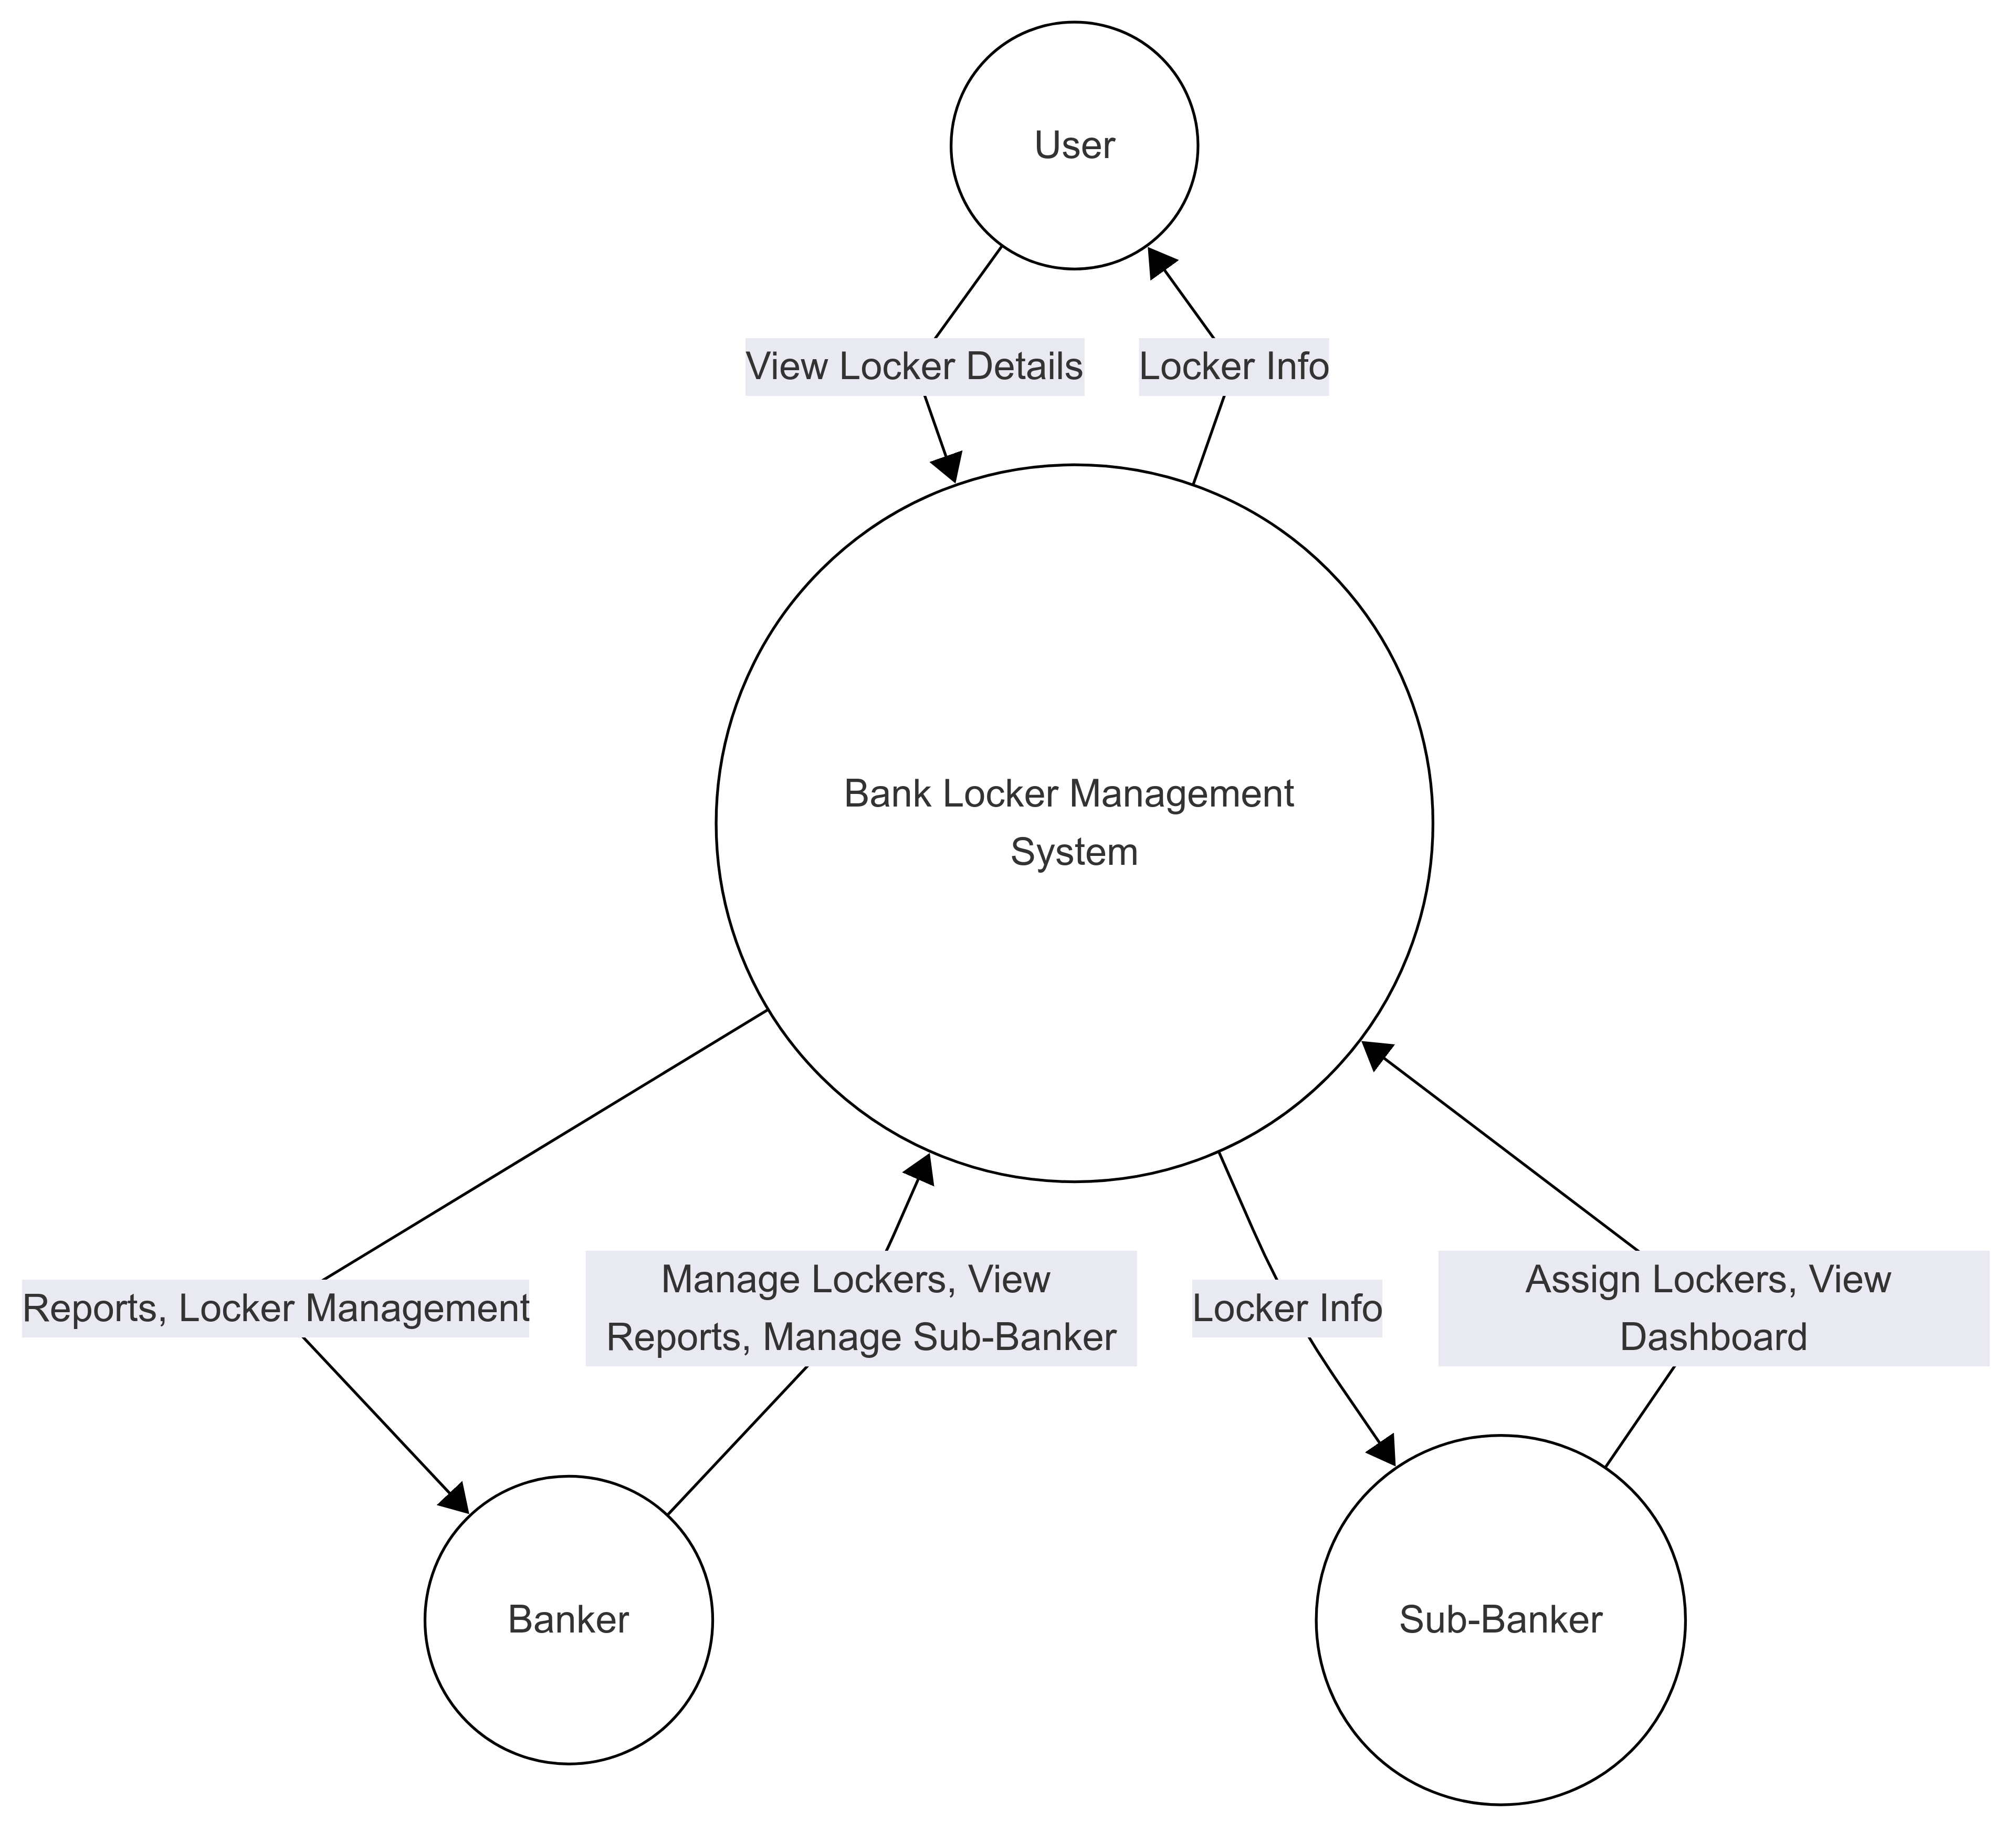 User
View Locker Details
Locker Info
Bank Locker Management
System
Reports, Locker Management
Manage Lockers, View
Reports, Manage Sub-Banker
Locker Info
Assign Lockers, View
Dashboard
Banker
Sub-Banker